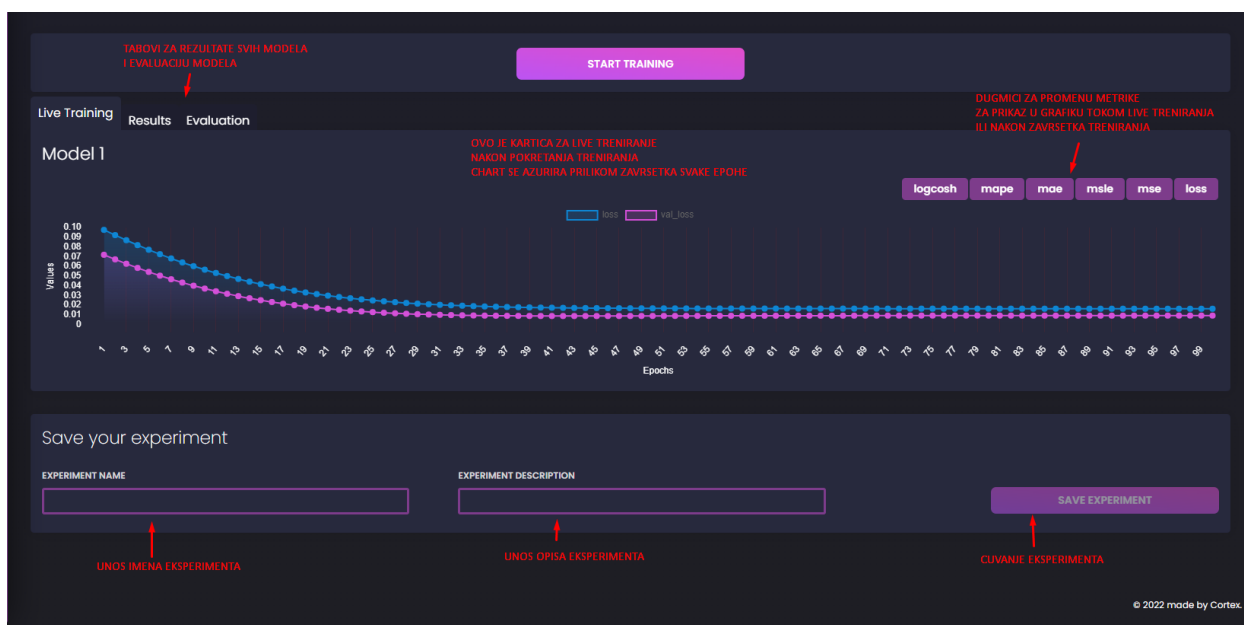 TABOVI ZA REZULTATE SVIH MODELA
I EVALUACIJU MODELA
START TRAINING
Live Training
Results
Evaluation
DUGMICI ZA PROMENU METRIKE
ZA PRIKAZ U GRAFIKU TOKOM LIVE TRENIRANJA
ILI NAKON ZAVRSETKA TRENIRANJA
Model 1
OVO JE KARTICA ZA LIVE TRENIRANJE
NAKON POKRETANJA TRENIRANJA
CHART SE AZURIRA PRILIKOM ZAVRSETKA SVAKE EPOHE
logcosh mape mae msle mse loss
loss val_loss
Values
0.10
0.09
0.08
0.07
0.06
0.05
0.04
0.03
0.02
0.01
0
1 3 5 7 9 11 13 15 17 19 21 23 25 27 29 31 33 35 37 39 41 43 45 47 49 51 53 55 57 59 61 63 65 67 69 71 73 75 77 79 81 83 85 87 89 91 93 95 97 99
Epochs
Save your experiment
EXPERIMENT NAME
EXPERIMENT DESCRIPTION
SAVE EXPERIMENT
UNOS IMENA EKSPERIMENTA
UNOS OPISA EKSPERIMENTA
CUVANJE EKSPERIMENTA
© 2022 made by Cortex.